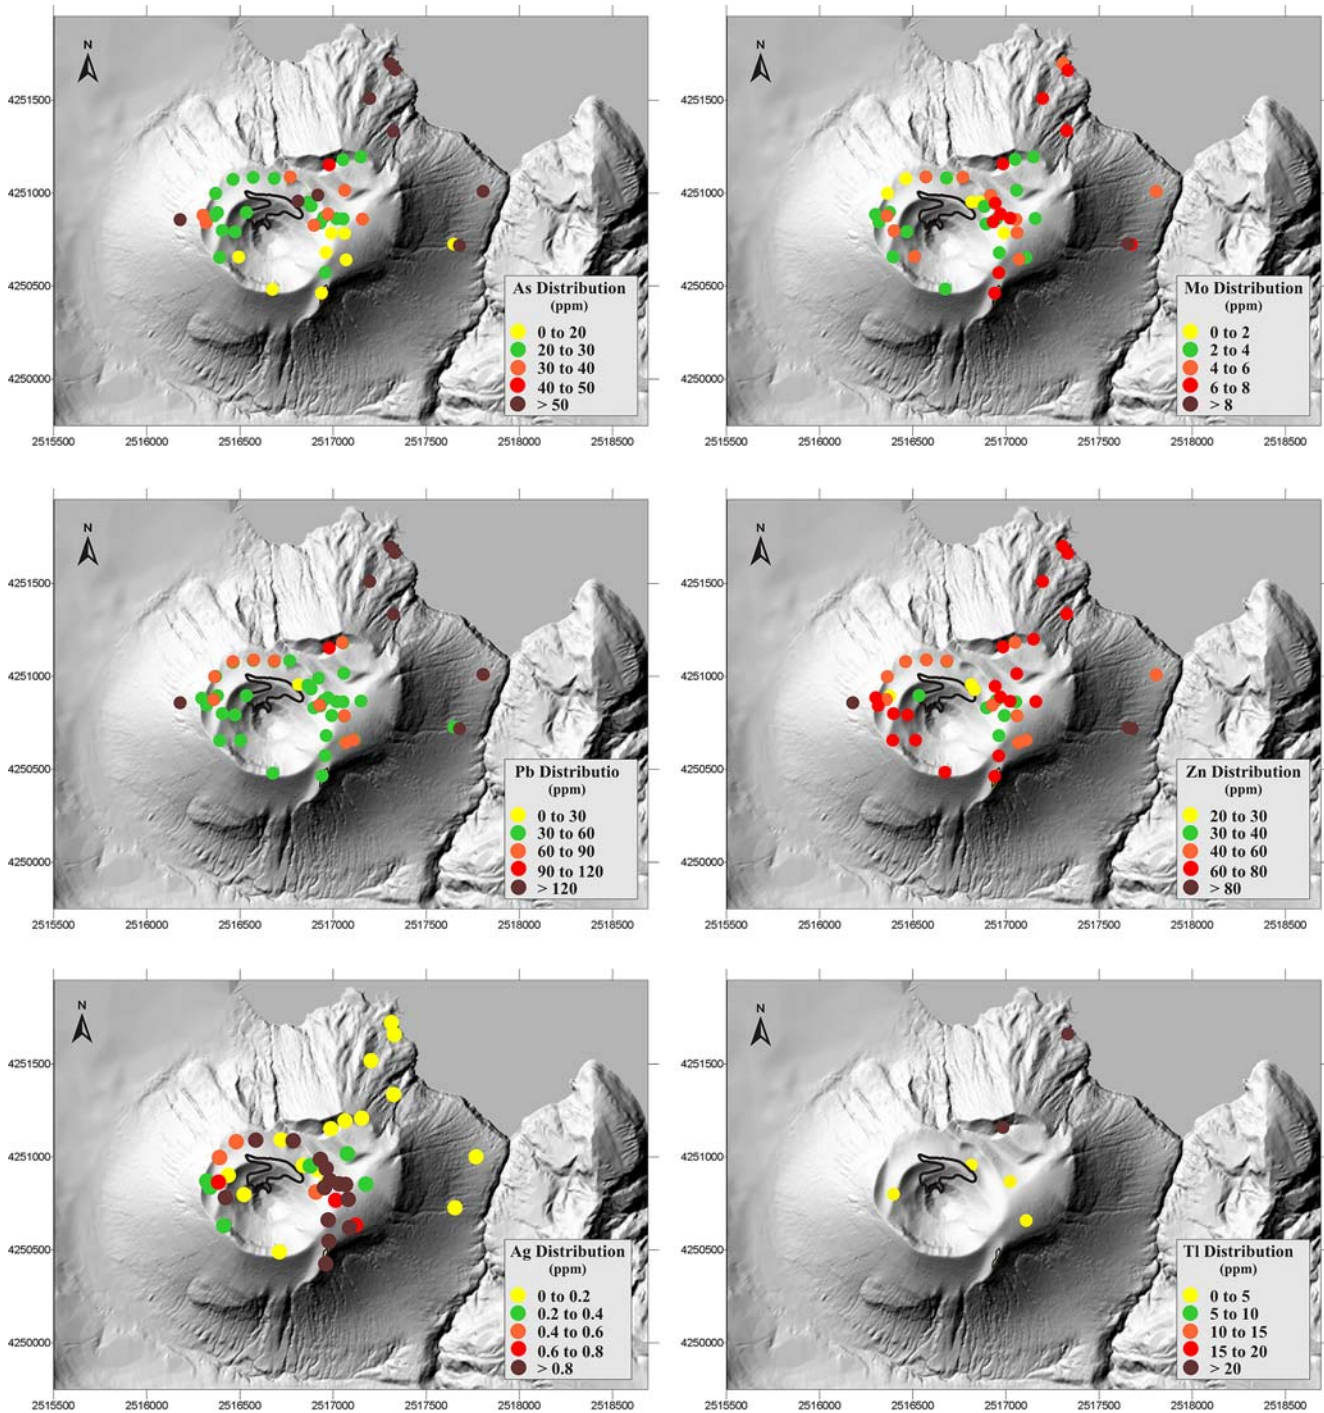 N
N
4251500
4251000
4250500
4250000
As Distribution
(ppm)
0 to 20
20 to 30
30 to 40
40 to 50
> 50
2515500 2516000 2516500 2517000 2517500 2518000 2518500
4251500
4251000
4250500
4250000
Mo Distribution
(ppm)
0 to 2
2 to 4
4 to 6
6 to 8
> 8
2515500 2516000 2516500 2517000 2517500 2518000 2518500
N
N
4251500
4251000
4250500
4250000
Pb Distributio
(ppm)
0 to 30
30 to 60
60 to 90
90 to 120
> 120
2515500 2516000 2516500 2517000 2517500 2518000 2518500
4251500
4251000
4250500
4250000
Zn Distribution
(ppm)
20 to 30
30 to 40
40 to 60
60 to 80
> 80
2515500 2516000 2516500 2517000 2517500 2518000 2518500
N
N
4251500
4251000
4250500
4250000
Ag Distribution
(ppm)
0 to 0.2
0.2 to 0.4
0.4 to 0.6
0.6 to 0.8
> 0.8
2515500 2516000 2516500 2517000 2517500 2518000 2518500
4251500
4251000
4250500
4250000
Tl Distribution
(ppm)
0 to 5
5 to 10
10 to 15
15 to 20
> 20
2515500 2516000 2516500 2517000 2517500 2518000 2518500